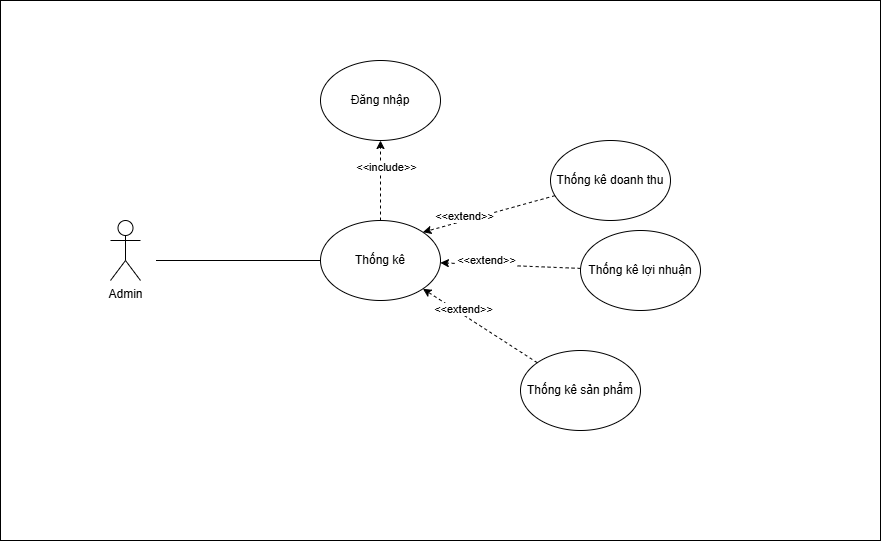 Đăng nhập
<<include>>
Thống kê doanh thu
<<extend>>
Thống kê
<<extend>>
Thống kê lợi nhuận
Admin
<<extend>>
Thống kê sản phẩm